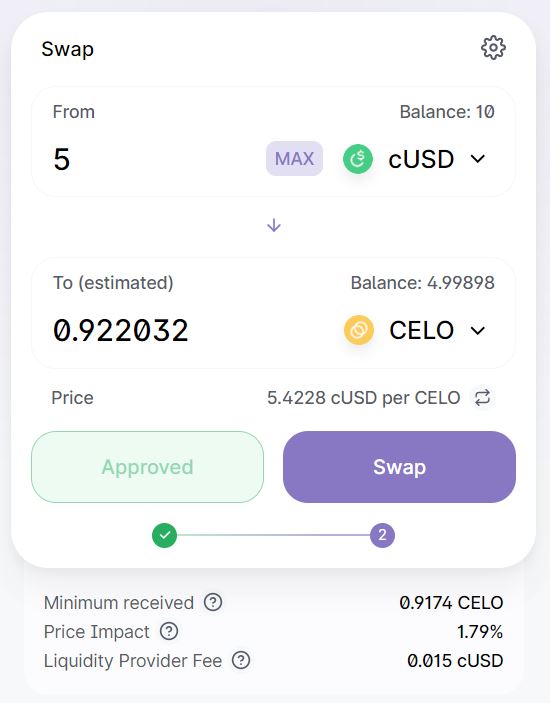 Swap
From Balance: 10
5 MAX cUSD
To (estimated) Balance: 4.99898
0.922032 CELO
Price 5.4228 cUSD per CELO
Approved Swap
2
Minimum received ? 0.9174 CELO
Price Impact ? 1.79%
Liquidity Provider Fee ? 0.015 cUSD